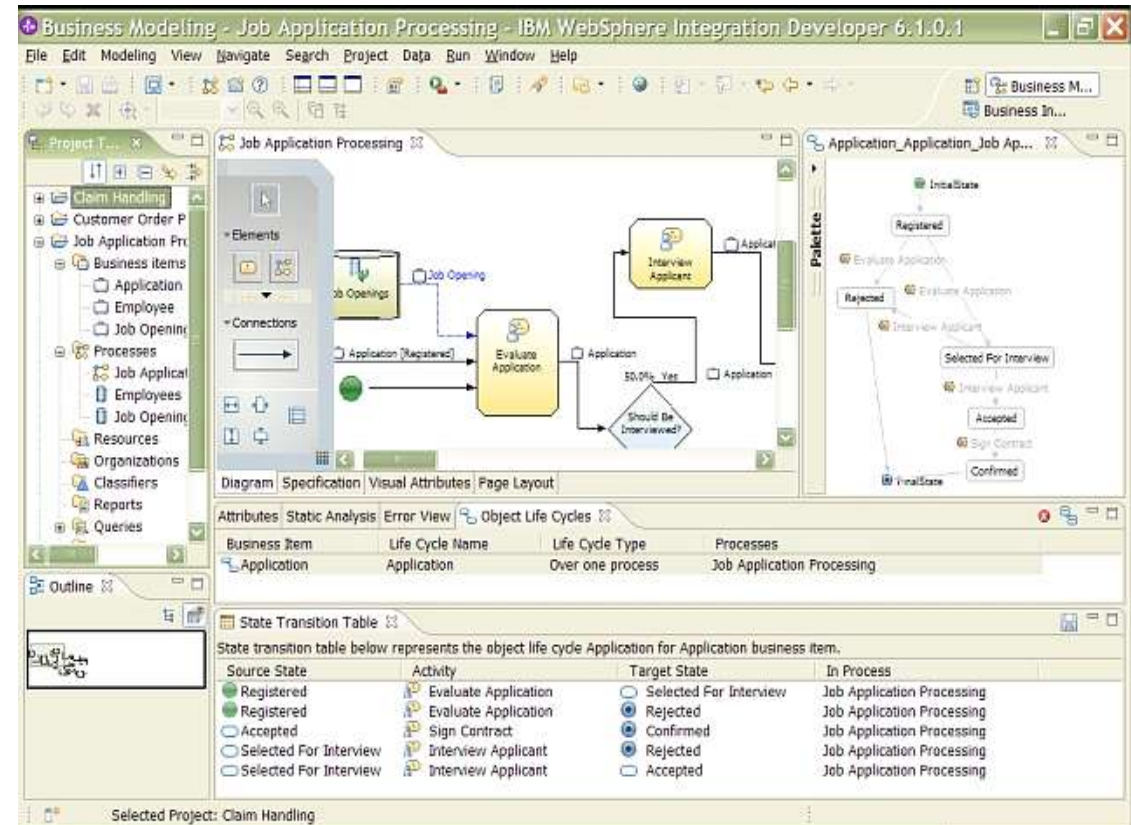 Business Modeling - Job Application Processing - IBM WebSphere Integration Developer 6.1.0.1
File Edit Modeling View Navigate Search Project Data Run Window Help
Business M...
Business In...
Project T...
Claim Handling
Customer Order P
Job Application Pro
Business items
Application
Employee
Job Opening
Processes
Job Applicat
Employees
Job Opening
Resources
Organizations
Classifiers
Reports
Queries
Job Application Processing
Elements
Connections
ob Openings
Job Opening
Application [Registered]
Evaluate
Application
Application
50.0% Yes
Should Be
Interviewed?
Interview
Applicant
Applicat
Application
Diagram Specification Visual Attributes Page Layout
Application_Application_Job Ap...
Palette
InitialState
Registered
Evaluate Application
Evaluate Application
Rejected
Interview Applicant
Selected For Interview
Interview Applicant
Accepted
Sign Contract
Confirmed
FinalState
Attributes Static Analysis Error View Object Life Cycles
Business Item Life Cycle Name Life Cycle Type Processes
Application Application Over one process Job Application Processing
Outline
State Transition Table
State transition table below represents the object life cycle Application for Application business item.
Source State Activity Target State In Process
Registered Evaluate Application Selected For Interview Job Application Processing
Registered Evaluate Application Rejected Job Application Processing
Accepted Sign Contract Confirmed Job Application Processing
Selected For Interview Interview Applicant Rejected Job Application Processing
Selected For Interview Interview Applicant Accepted Job Application Processing
Selected Project: Claim Handling